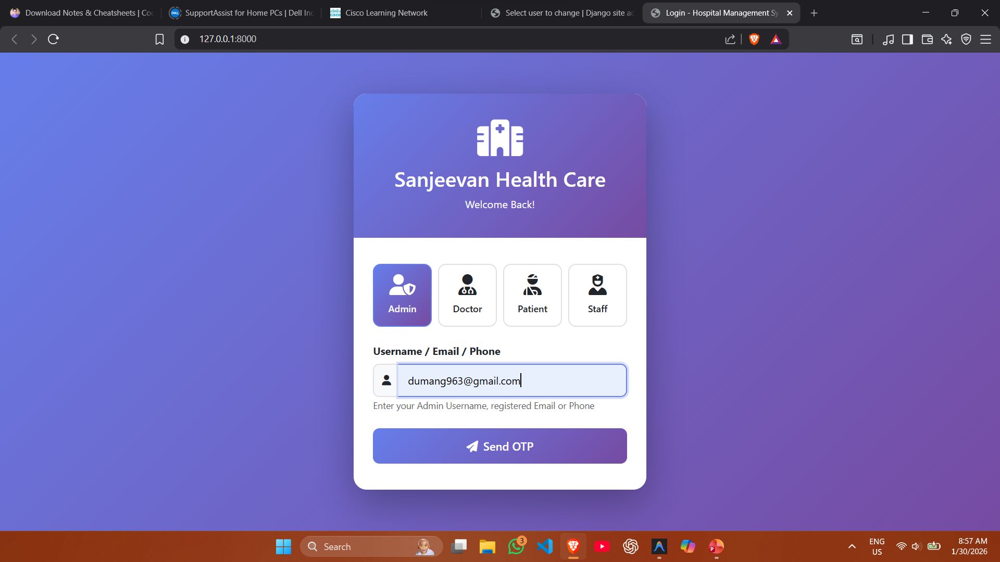 Download Notes & Cheatsheets | Co
SupportAssist for Home PCs | Dell Ind
Cisco Learning Network
Select user to change | Django site ad
Login - Hospital Management Sy
127.0.0.1:8000
Sanjeevan Health Care
Welcome Back!
Admin
Doctor
Patient
Staff
Username / Email / Phone
dumang963@gmail.com
Enter your Admin Username, registered Email or Phone
Send OTP
Search
3
ENG
US
8:57 AM
1/30/2026